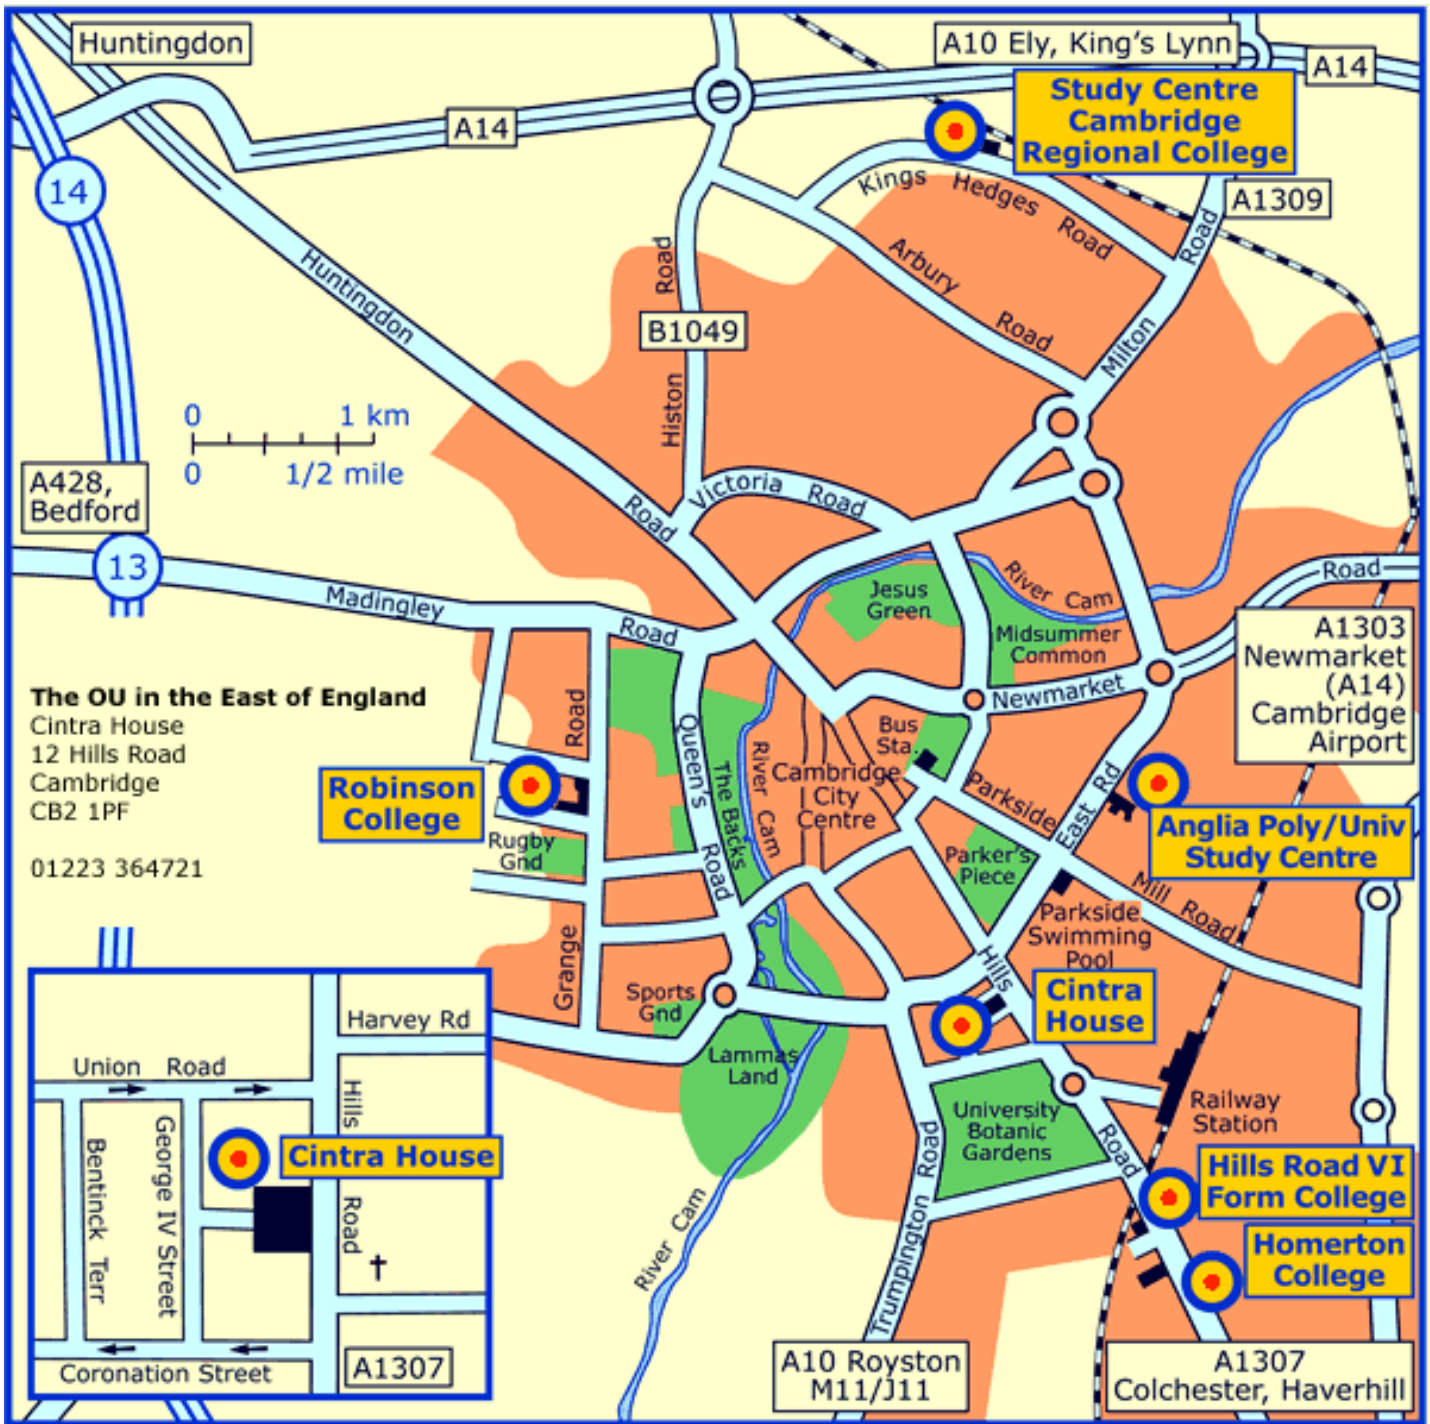 Huntingdon
A10 Ely, King's Lynn
A14
A14
Study Centre
Cambridge
Regional College
14
Kings Hedges Road
A1309
Road
Arbury Road
Huntingdon
Road
B1049
Milton
Histon
0 1 km
0 1/2 mile
A428,
Bedford
Victoria Road
Road
13
Road
Madingley
Road
Jesus
Green
River Cam
Midsummer
Common
A1303
Newmarket
(A14)
Cambridge
Airport
The OU in the East of England
Cintra House
12 Hills Road
Cambridge
CB2 1PF
01223 364721
Newmarket
Road
Queen's Road
Bus
Sta.
River Cam
The Backs
Cambridge
City
Centre
Robinson
College
Parkside
East Rd
Anglia Poly/Univ
Study Centre
Rugby
Gnd
Parker's
Piece
Mill Road
Parkside
Swimming
Pool
Grange
Hills
Sports
Gnd
Cintra
House
Lammas
Land
University
Botanic
Gardens
Railway
Station
Road
Hills Road VI
Form College
Homerton
College
River Cam
Trumpington Road
A10 Royston
M11/J11
A1307
Colchester, Haverhill
Harvey Rd
Union Road
Hills
Road
George IV Street
Bentinck Terr
Cintra House
Coronation Street
A1307